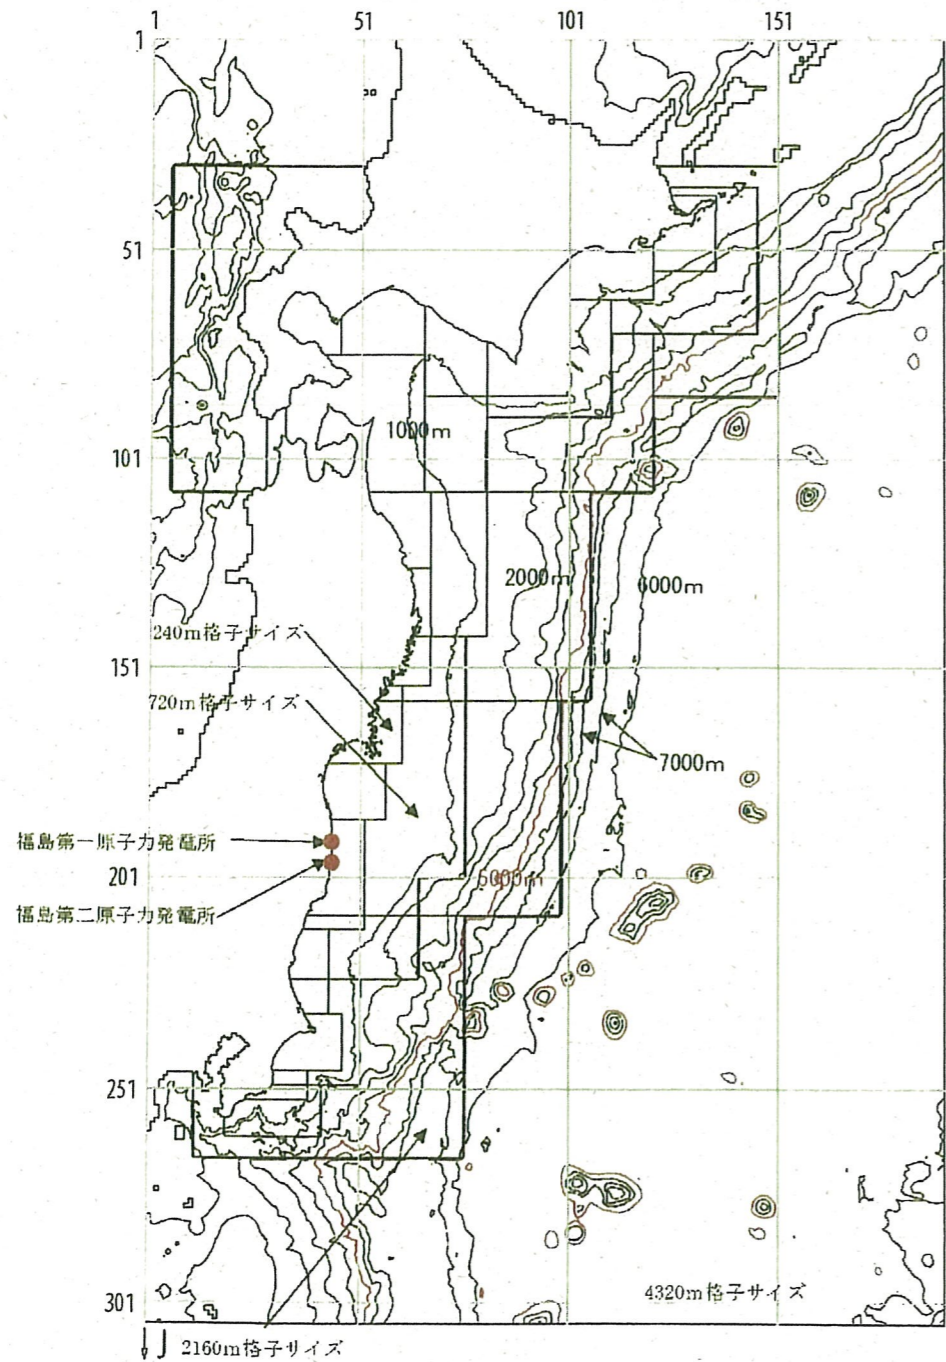 1 51 101 151
1
51
1000m
101
2000m 6000m
240m格子サイズ
151
720m格子サイズ
7000m
福島第一原子力発電所
201
6000m
福島第二原子力発電所
251
4320m格子サイズ
301
J 2160m格子サイズ